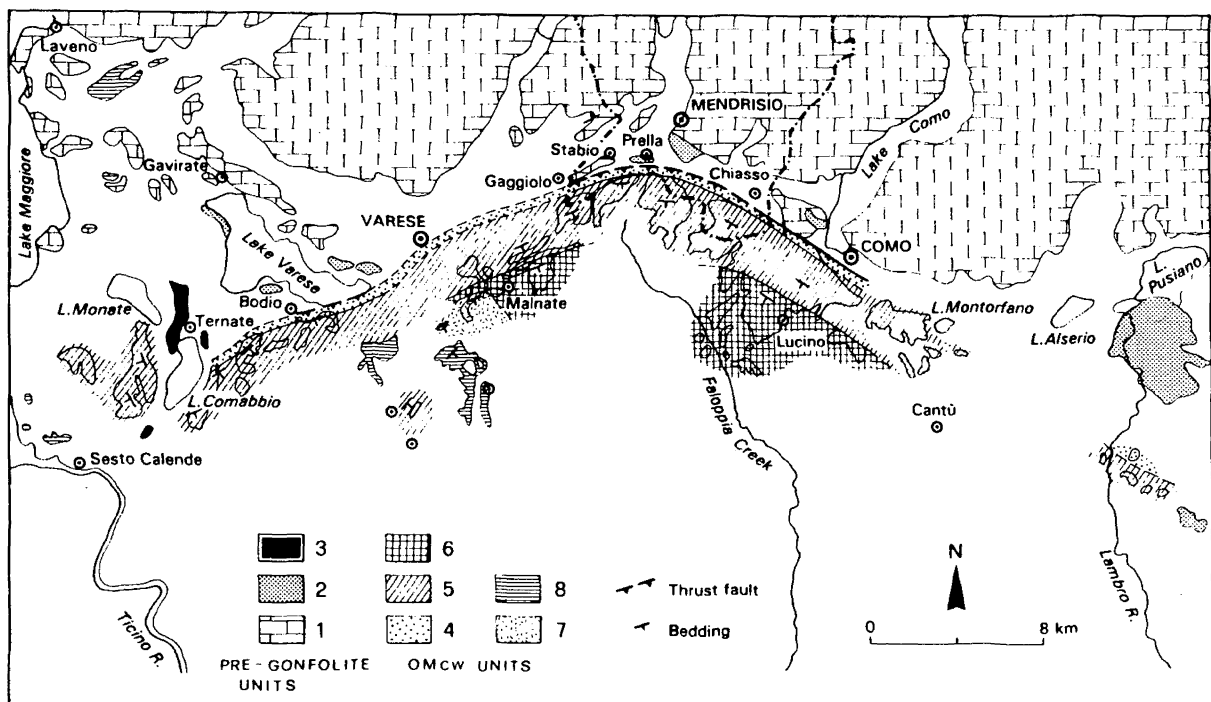 Laveno
MENDRISIO
Como
Lake
Prella
Stabio
Gavirate
Chiasso
Gaggiolo
Lake Maggiore
VARESE
COMO
L. Pusiano
Lake Varese
Malnate
Bodio
L. Monate
L. Montorfano
Ternate
Lucino
L. Alserio
L. Comabbio
Faloppia Creek
Cantù
Sesto Calende
Lambro R.
Ticino R.
3 6
2 5 8 Thrust fault
1 4 7 Bedding
PRE-GONFOLITE UNITS
OMCW UNITS
N
0 8 km